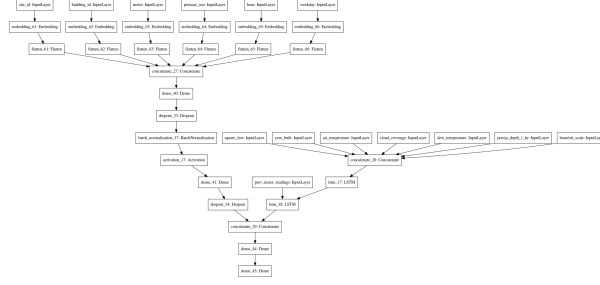 site_id: InputLayer building_id: InputLayer meter: InputLayer primary_use: InputLayer hour: InputLayer weekday: InputLayer
embedding_61: Embedding embedding_62: Embedding embedding_63: Embedding embedding_64: Embedding embedding_65: Embedding embedding_66: Embedding
flatten_61: Flatten flatten_62: Flatten flatten_63: Flatten flatten_64: Flatten flatten_65: Flatten flatten_66: Flatten
concatenate_27: Concatenate
dense_40: Dense
dropout_33: Dropout
batch_normalization_17: BatchNormalization square_feet: InputLayer year_built: InputLayer air_temperature: InputLayer cloud_coverage: InputLayer dew_temperature: InputLayer precip_depth_1_hr: InputLayer beaufort_scale: InputLayer
activation_17: Activation concatenate_28: Concatenate
dense_41: Dense prev_meter_readings: InputLayer lstm_17: LSTM
dropout_34: Dropout lstm_18: LSTM
concatenate_29: Concatenate
dense_44: Dense
dense_45: Dense